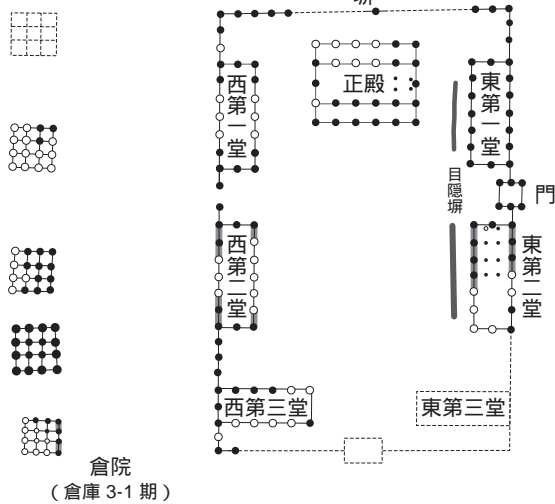 塀
正殿
西第一堂
東第一堂
目隠塀
門
西第二堂
東第二堂
西第三堂
東第三堂
倉院
（倉庫 3-1 期）